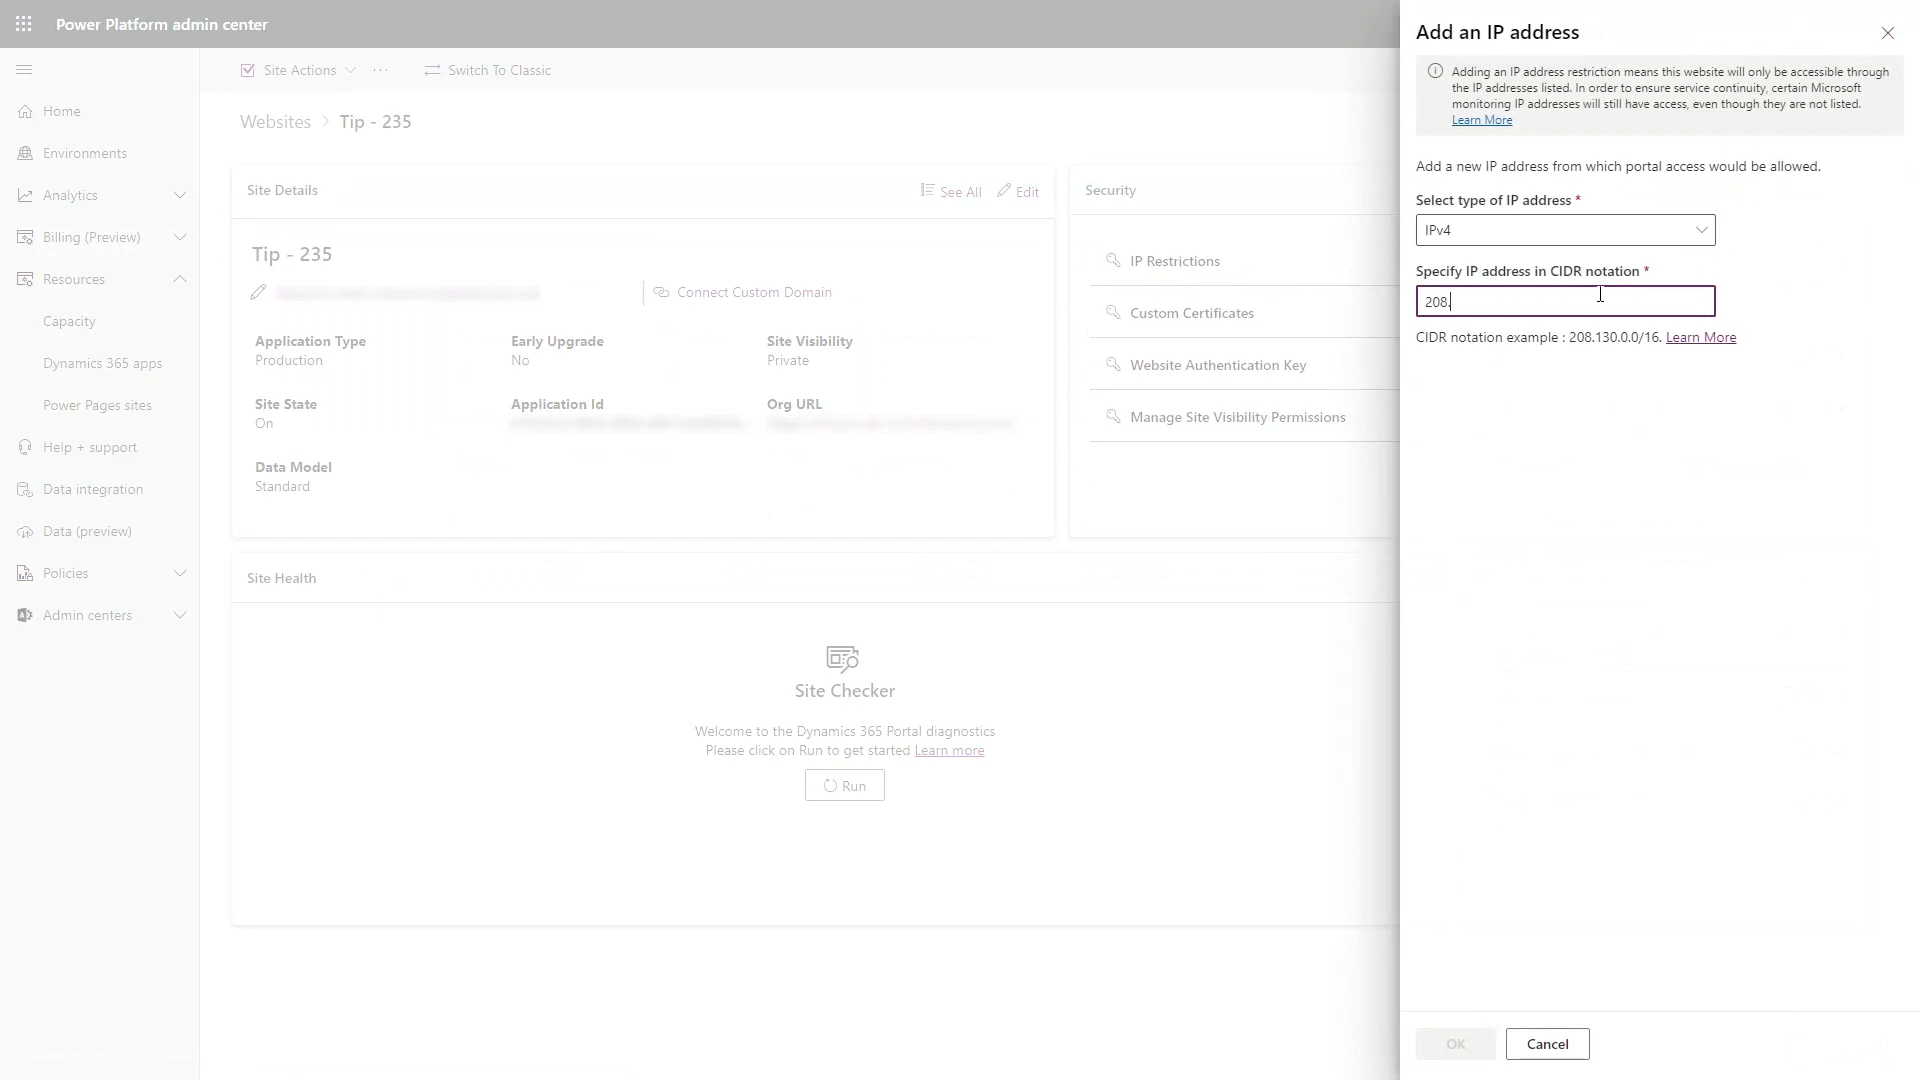 Power Platform admin center
Site Actions
Switch To Classic
Home
Environments
Analytics
Billing (Preview)
Resources
Capacity
Dynamics 365 apps
Power Pages sites
Help + support
Data integration
Data (preview)
Policies
Admin centers
Websites > Tip - 235
Site Details
See All
Edit
Tip - 235
Connect Custom Domain
Application Type
Production
Early Upgrade
No
Site Visibility
Private
Site State
On
Application Id
Org URL
Data Model
Standard
Security
IP Restrictions
Custom Certificates
Website Authentication Key
Manage Site Visibility Permissions
Site Health
Site Checker
Welcome to the Dynamics 365 Portal diagnostics
Please click on Run to get started Learn more
Run
Add an IP address
Adding an IP address restriction means this website will only be accessible through
the IP addresses listed. In order to ensure service continuity, certain Microsoft
monitoring IP addresses will still have access, even though they are not listed.
Learn More
Add a new IP address from which portal access would be allowed.
Select type of IP address *
IPv4
Specify IP address in CIDR notation *
208.
CIDR notation example : 208.130.0.0/16. Learn More
OK
Cancel